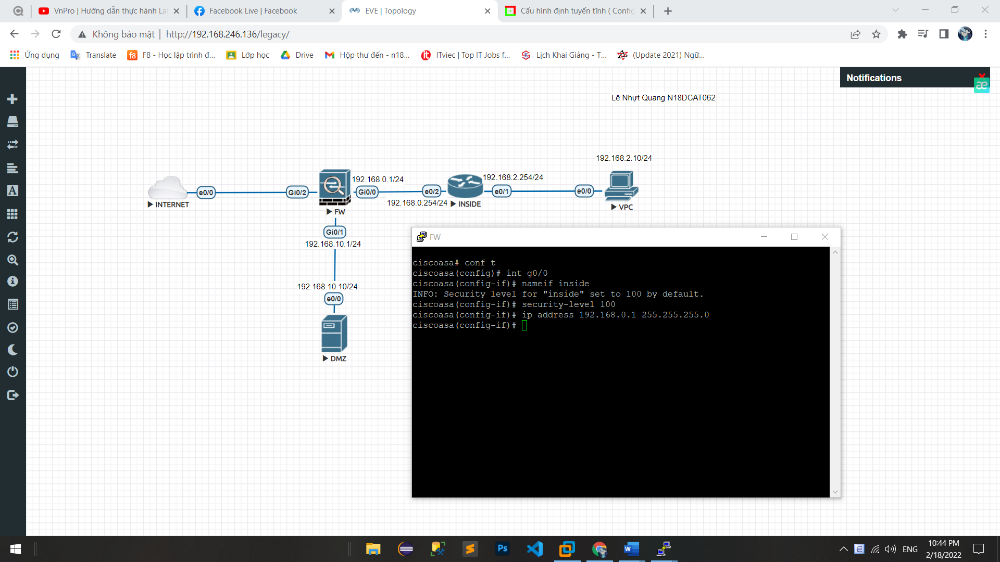 VnPro | Hướng dẫn thực hành La
Facebook Live | Facebook
EVE | Topology
Cấu hình định tuyến tĩnh ( Config
Không bảo mật | http://192.168.246.136/legacy/
Ứng dụng
Translate
F8 - Học lập trình đ...
Lớp học
Drive
Hộp thư đến - n18...
ITviec | Top IT Jobs f...
Lịch Khai Giảng - T...
(Update 2021) Ngữ...
Notifications
æ
Lê Nhựt Quang N18DCAT062
192.168.2.10/24
192.168.0.1/24
192.168.2.254/24
e0/0
Gi0/2
Gi0/0
e0/2
e0/1
e0/0
192.168.0.254/24
INTERNET
FW
INSIDE
VPC
Gi0/1
192.168.10.1/24
192.168.10.10/24
e0/0
DMZ
FW
ciscoasa# conf t
ciscoasa(config)# int g0/0
ciscoasa(config-if)# nameif inside
INFO: Security level for "inside" set to 100 by default.
ciscoasa(config-if)# security-level 100
ciscoasa(config-if)# ip address 192.168.0.1 255.255.255.0
ciscoasa(config-if)#
Ps
ENG
10:44 PM
2/18/2022